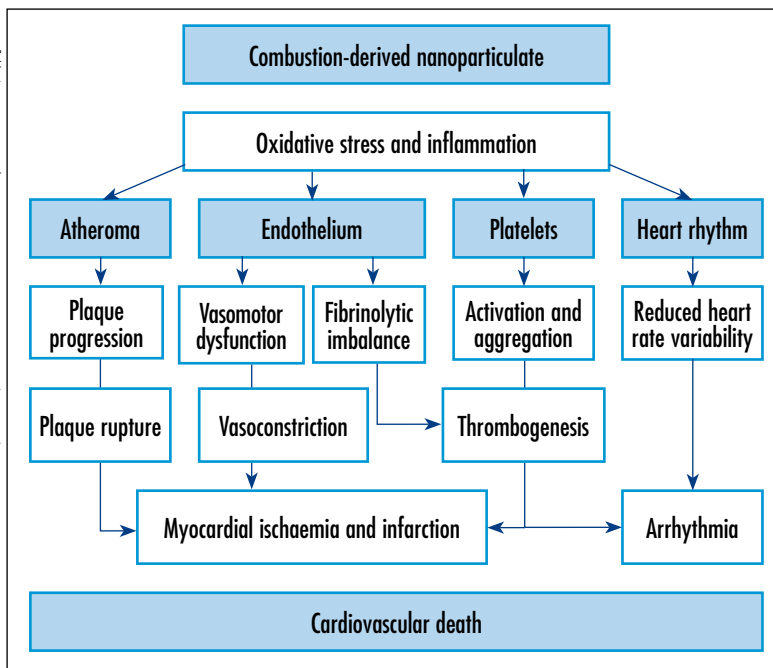 Combustion-derived nanoparticulate
Oxidative stress and inflammation
Atheroma
Endothelium
Platelets
Heart rhythm
Plaque
progression
Vasomotor
dysfunction
Fibrinolytic
imbalance
Activation and
aggregation
Reduced heart
rate variability
Plaque rupture
Vasoconstriction
Thrombogenesis
Myocardial ischaemia and infarction
Arrhythmia
Cardiovascular death